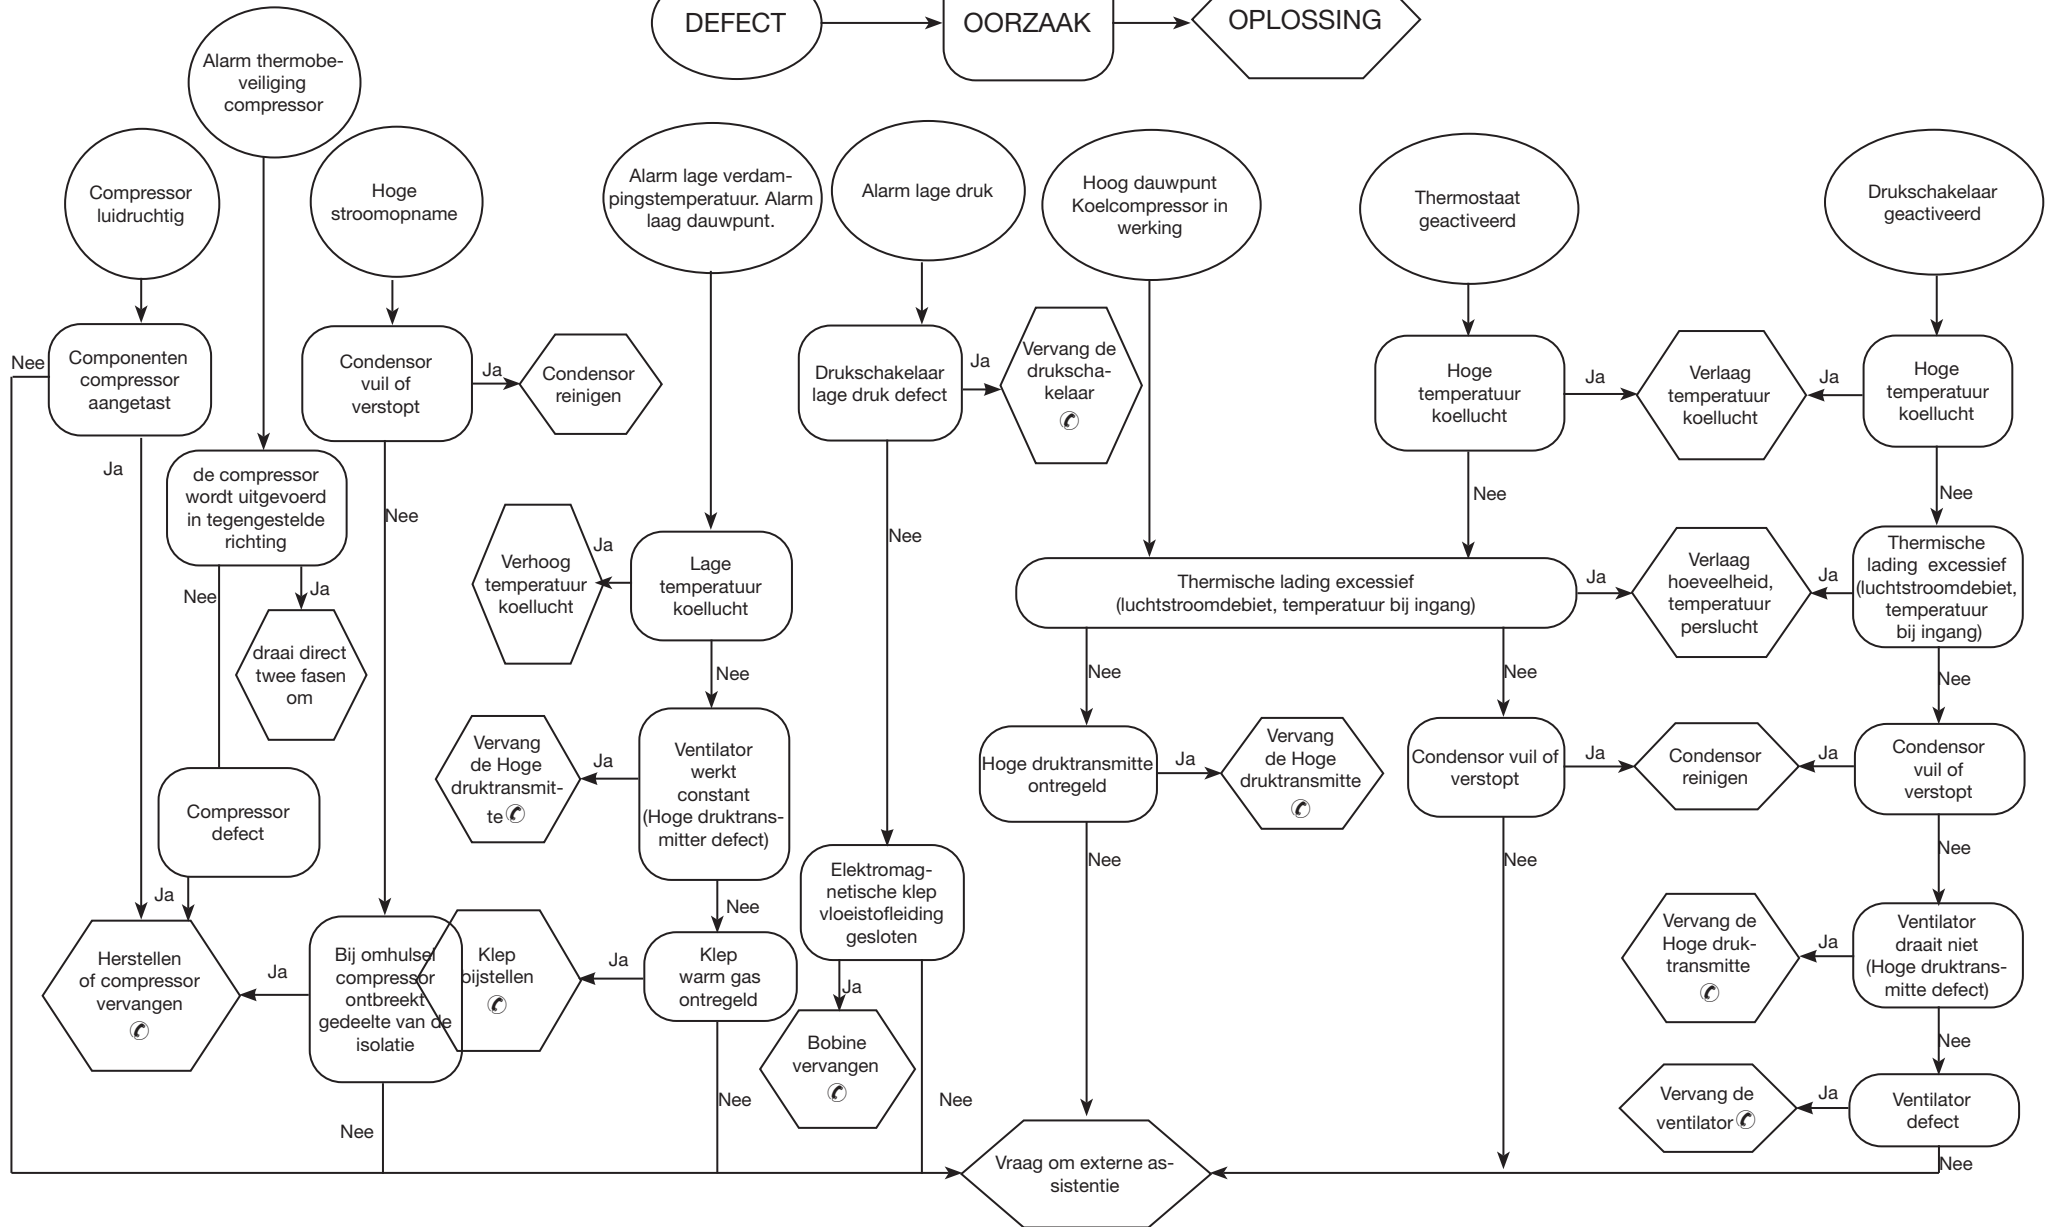 DEFECT
OORZAAK
OPLOSSING
Alarm thermobe-
veiliging
compressor
Compressor
luidruchtig
Hoge
stroomopname
Alarm lage verdam-
pingstemperatuur. Alarm
laag dauwpunt.
Alarm lage druk
Hoog dauwpunt
Koelcompressor in
werking
Thermostaat
geactiveerd
Drukschakelaar
geactiveerd
Nee
Componenten
compressor
aangetast
Condensor
vuil of
verstopt
Ja
Condensor
reinigen
Drukschakelaar
lage druk defect
Ja
Vervang de
drukscha-
kelaar
Hoge
temperatuur
koellucht
Ja
Verlaag
temperatuur
koellucht
Ja
Hoge
temperatuur
koellucht
Ja
de compressor
wordt uitgevoerd
in tegengestelde
richting
Nee
Nee
Nee
Nee
Nee
Ja
draai direct
twee fasen
om
Verhoog
temperatuur
koellucht
Ja
Lage
temperatuur
koellucht
Thermische lading excessief
(luchtstroomdebiet, temperatuur bij ingang)
Ja
Verlaag
hoeveelheid,
temperatuur
perslucht
Ja
Thermische
lading excessief
(luchtstroomdebiet,
temperatuur
bij ingang)
Nee
Nee
Nee
Nee
Vervang
de Hoge
druktransmit-
te
Ja
Ventilator
werkt
constant
(Hoge druktrans-
mitter defect)
Hoge druktransmitte
ontregeld
Ja
Vervang
de Hoge
druktransmitte
Condensor vuil of
verstopt
Ja
Condensor
reinigen
Ja
Condensor
vuil of
verstopt
Compressor
defect
Nee
Nee
Nee
Ja
Nee
Elektromag-
netische klep
vloeistofleiding
gesloten
Herstellen
of compressor
vervangen
Ja
Bij omhulsel
compressor
ontbreekt
gedeelte van de
isolatie
Klep
bijstellen
Ja
Klep
warm gas
ontregeld
Ja
Bobine
vervangen
Vervang de
Hoge druk-
transmitte
Ja
Ventilator
draait niet
(Hoge druktrans-
mitte defect)
Nee
Nee
Nee
Nee
Vervang de
ventilator
Ja
Ventilator
defect
Nee
Vraag om externe as-
sistentie